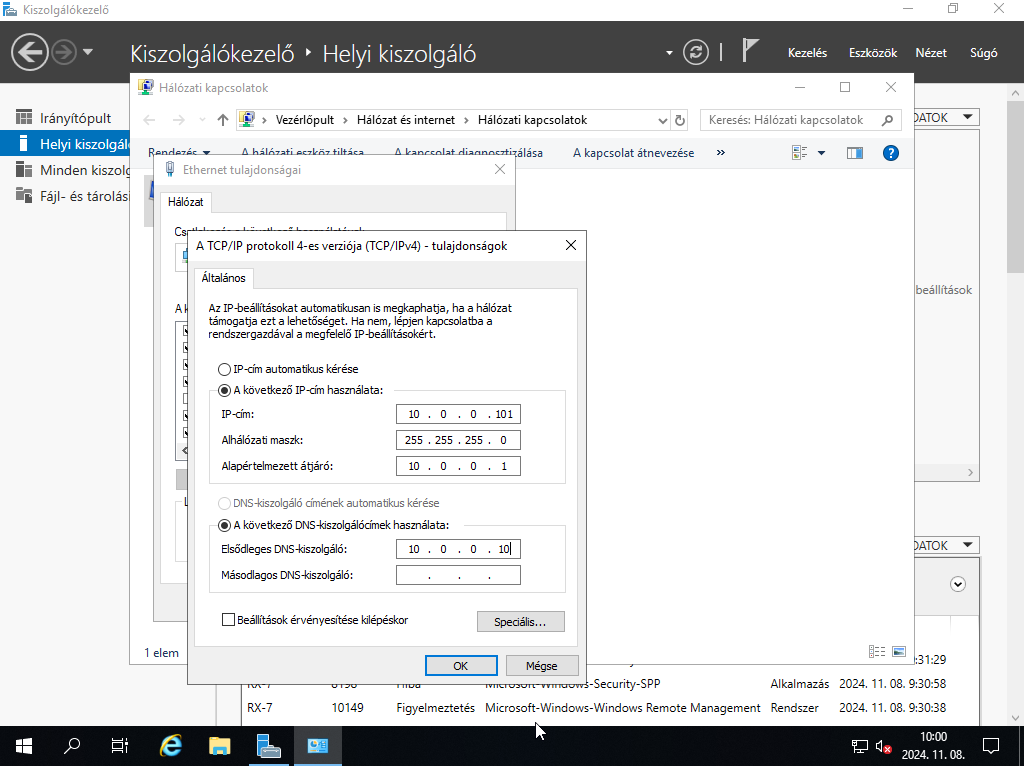 Kiszolgálókezelő
Kiszolgálókezelő ‣ Helyi kiszolgáló
Kezelés Eszközök Nézet Súgó
Irányítópult
Helyi kiszolgáló
Minden kiszolg
Fájl- és tárolási
Hálózati kapcsolatok
Vezérlőpult > Hálózat és internet > Hálózati kapcsolatok
Keresés: Hálózati kapcsolatok
Rendezés A hálózati eszköz tiltása A kapcsolat diagnosztizálása A kapcsolat átnevezése »
Ethernet tulajdonságai
Hálózat
A TCP/IP protokoll 4-es verziója (TCP/IPv4) - tulajdonságok
Általános
Az IP-beállításokat automatikusan is megkaphatja, ha a hálózat
támogatja ezt a lehetőséget. Ha nem, lépjen kapcsolatba a
rendszergazdával a megfelelő IP-beállításokért.
IP-cím automatikus kérése
A következő IP-cím használata:
IP-cím: 10 . 0 . 0 . 101
Alhálózati maszk: 255 . 255 . 255 . 0
Alapértelmezett átjáró: 10 . 0 . 0 . 1
DNS-kiszolgáló címének automatikus kérése
A következő DNS-kiszolgálócímek használata:
Elsődleges DNS-kiszolgáló: 10 . 0 . 0 . 10
Másodlagos DNS-kiszolgáló: . . .
Beállítások érvényesítése kilépéskor
Speciális...
OK Mégse
1 elem
DATOK
beállítások
DATOK
:31:29
RX-7 8198 Hiba Microsoft-Windows-Security-SPP Alkalmazás 2024. 11. 08. 9:30:58
RX-7 10149 Figyelmeztetés Microsoft-Windows-Windows Remote Management Rendszer 2024. 11. 08. 9:30:38
10:00
2024. 11. 08.